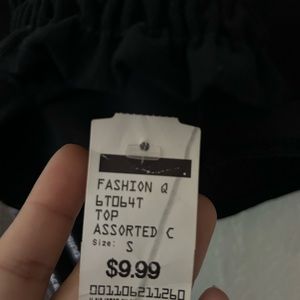 FASHION Q
6T064T
TOP
ASSORTED C
Size: S
$9.99
001106211260